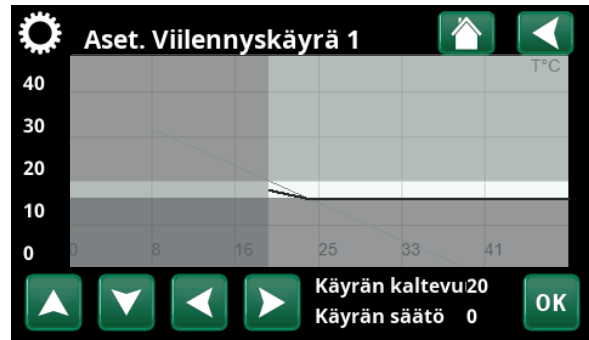 Aset. Viilennyskäyrä 1
T°C
40
30
20
10
0
0 8 16 25 33 41
Käyrän kaltevu 20
Käyrän säätö 0
OK